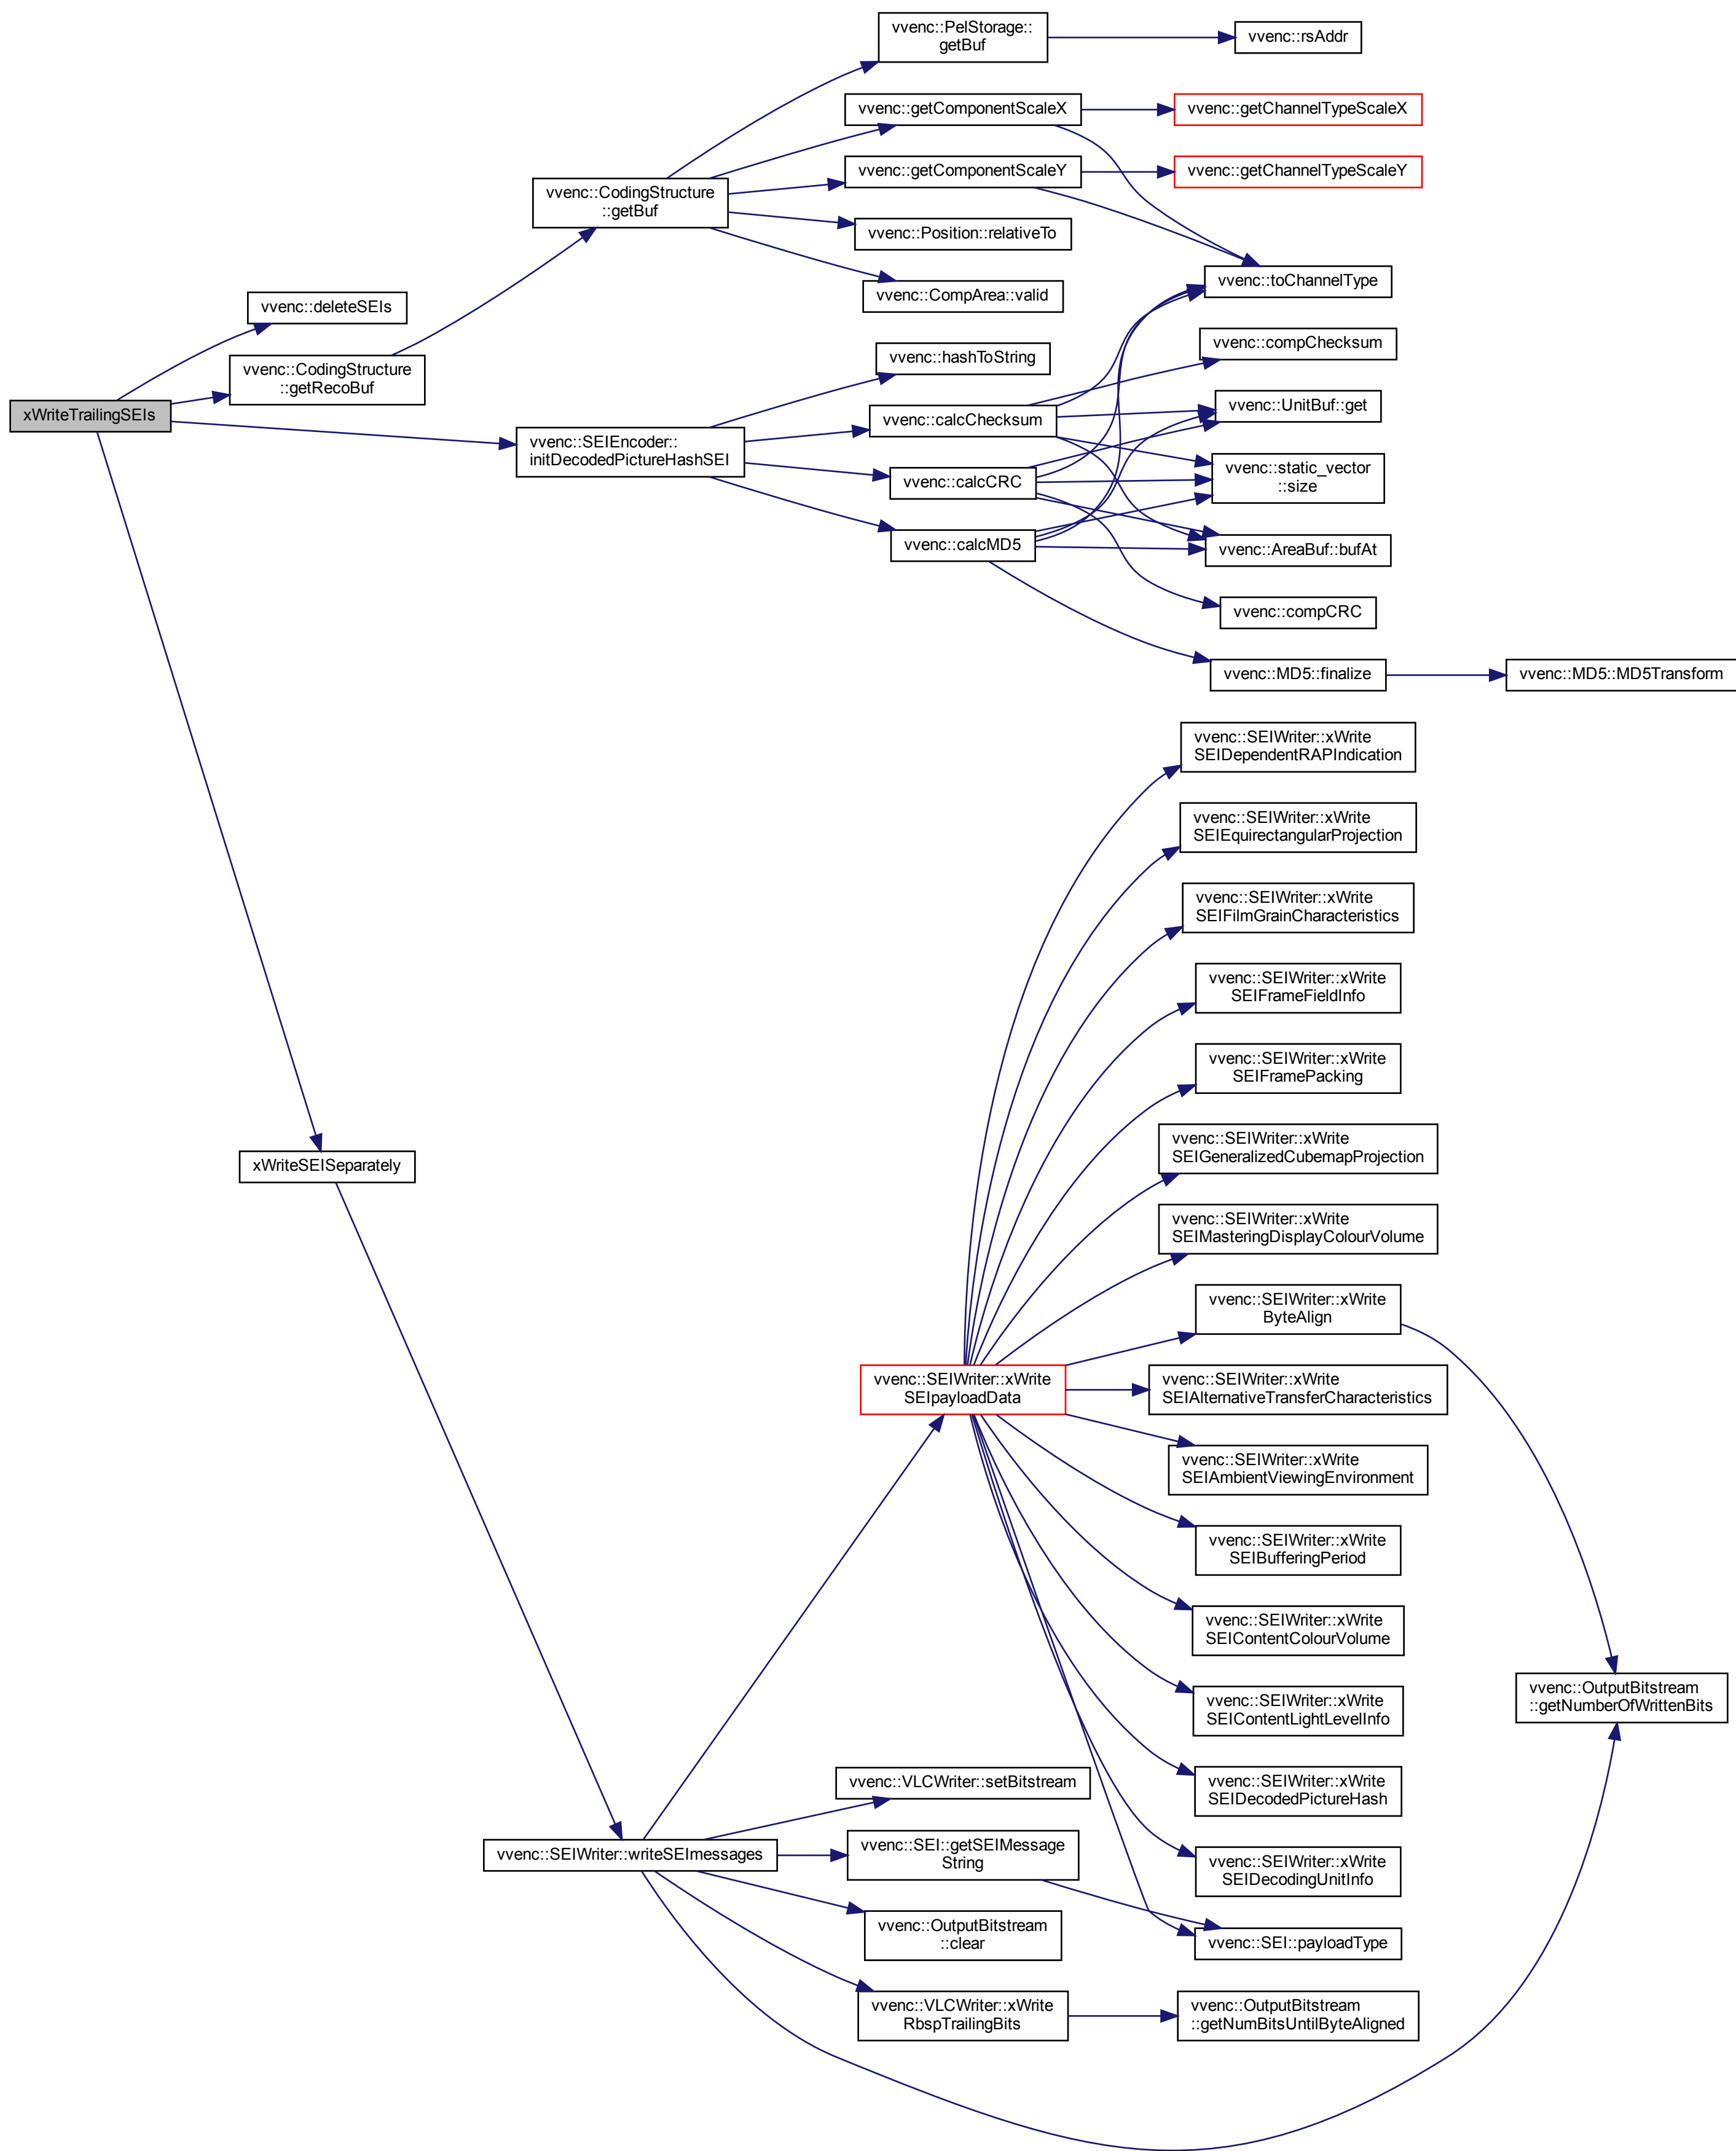 vvenc::PelStorage::
getBuf
vvenc::rsAddr
vvenc::getComponentScaleX
vvenc::getChannelTypeScaleX
vvenc::getComponentScaleY
vvenc::getChannelTypeScaleY
vvenc::CodingStructure
::getBuf
vvenc::Position::relativeTo
vvenc::toChannelType
vvenc::CompArea::valid
vvenc::deleteSEIs
vvenc::compChecksum
vvenc::hashToString
vvenc::CodingStructure
::getRecoBuf
xWriteTrailingSEIs
vvenc::UnitBuf::get
vvenc::calcChecksum
vvenc::SEIEncoder::
initDecodedPictureHashSEI
vvenc::static_vector
::size
vvenc::calcCRC
vvenc::calcMD5
vvenc::AreaBuf::bufAt
vvenc::compCRC
vvenc::MD5::finalize
vvenc::MD5::MD5Transform
vvenc::SEIWriter::xWrite
SEIDependentRAPIndication
vvenc::SEIWriter::xWrite
SEIEquirectangularProjection
vvenc::SEIWriter::xWrite
SEIFilmGrainCharacteristics
vvenc::SEIWriter::xWrite
SEIFrameFieldInfo
vvenc::SEIWriter::xWrite
SEIFramePacking
vvenc::SEIWriter::xWrite
SEIGeneralizedCubemapProjection
xWriteSEISeparately
vvenc::SEIWriter::xWrite
SEIMasteringDisplayColourVolume
vvenc::SEIWriter::xWrite
ByteAlign
vvenc::SEIWriter::xWrite
SEIpayloadData
vvenc::SEIWriter::xWrite
SEIAlternativeTransferCharacteristics
vvenc::SEIWriter::xWrite
SEIAmbientViewingEnvironment
vvenc::SEIWriter::xWrite
SEIBufferingPeriod
vvenc::SEIWriter::xWrite
SEIContentColourVolume
vvenc::OutputBitstream
::getNumberOfWrittenBits
vvenc::SEIWriter::xWrite
SEIContentLightLevelInfo
vvenc::VLCWriter::setBitstream
vvenc::SEIWriter::xWrite
SEIDecodedPictureHash
vvenc::SEIWriter::writeSEImessages
vvenc::SEI::getSEIMessage
String
vvenc::SEIWriter::xWrite
SEIDecodingUnitInfo
vvenc::OutputBitstream
::clear
vvenc::SEI::payloadType
vvenc::VLCWriter::xWrite
RbspTrailingBits
vvenc::OutputBitstream
::getNumBitsUntilByteAligned